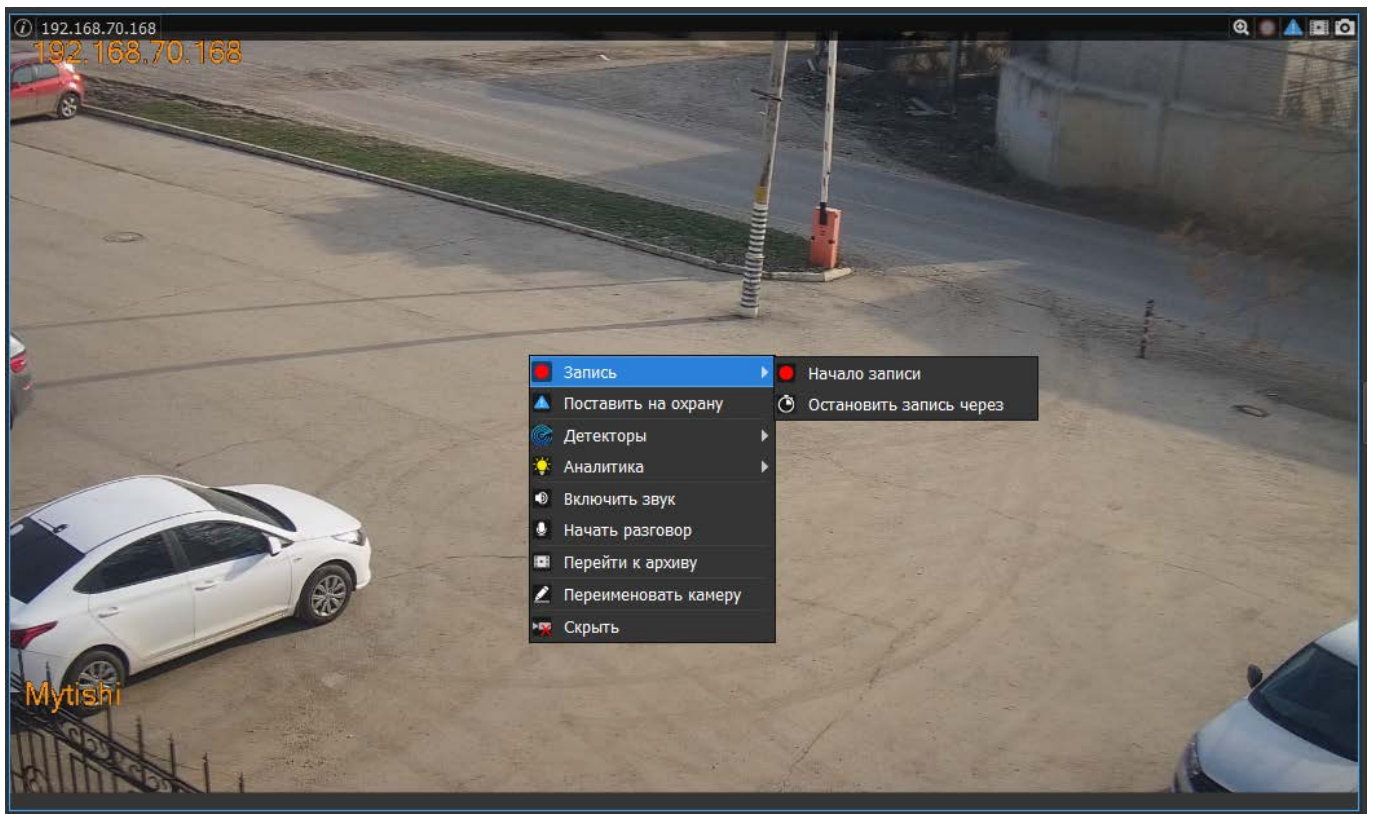 192.168.70.168
192.168.70.168
Запись
Начало записи
Поставить на охрану
Остановить запись через
Детекторы
Аналитика
Включить звук
Начать разговор
Перейти к архиву
Переименовать камеру
Скрыть
Mytishi